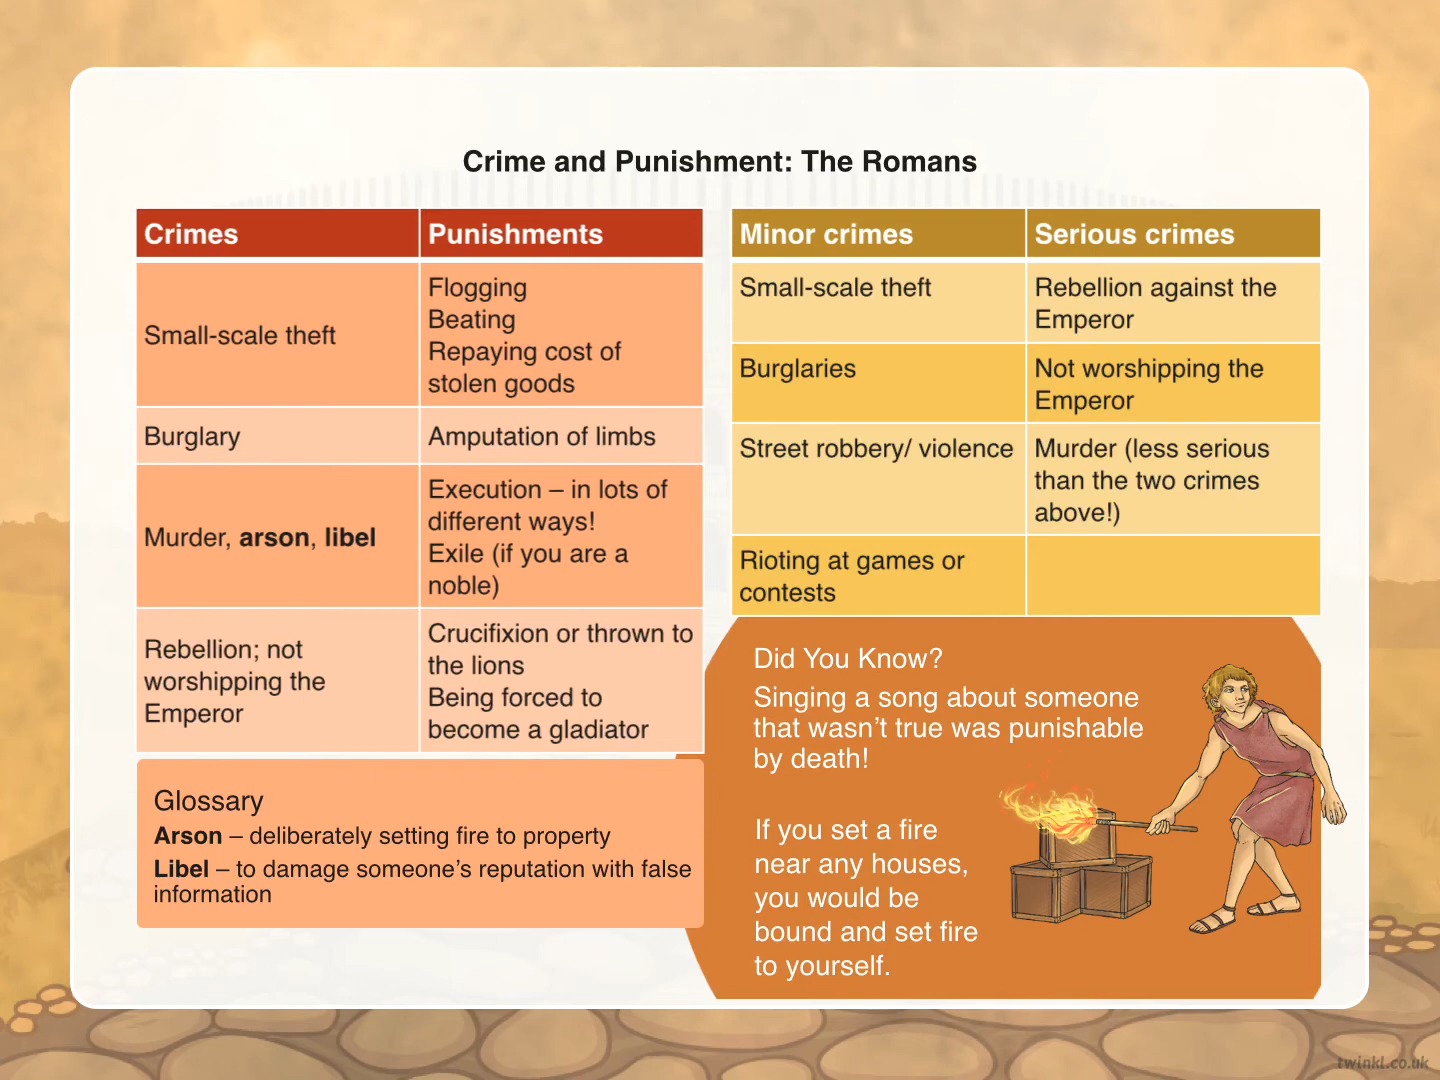 Crime and Punishment: The Romans
Crimes
Punishments
Small-scale theft
Flogging
Beating
Repaying cost of
stolen goods
Burglary
Amputation of limbs
Murder, arson, libel
Execution – in lots of
different ways!
Exile (if you are a
noble)
Rebellion; not
worshipping the
Emperor
Crucifixion or thrown to
the lions
Being forced to
become a gladiator
Minor crimes
Serious crimes
Small-scale theft
Rebellion against the
Emperor
Burglaries
Not worshipping the
Emperor
Street robbery/ violence
Murder (less serious
than the two crimes
above!)
Rioting at games or
contests
Glossary
Arson – deliberately setting fire to property
Libel – to damage someone’s reputation with false
information
Did You Know?
Singing a song about someone
that wasn’t true was punishable
by death!
If you set a fire
near any houses,
you would be
bound and set fire
to yourself.
twinkl.co.uk